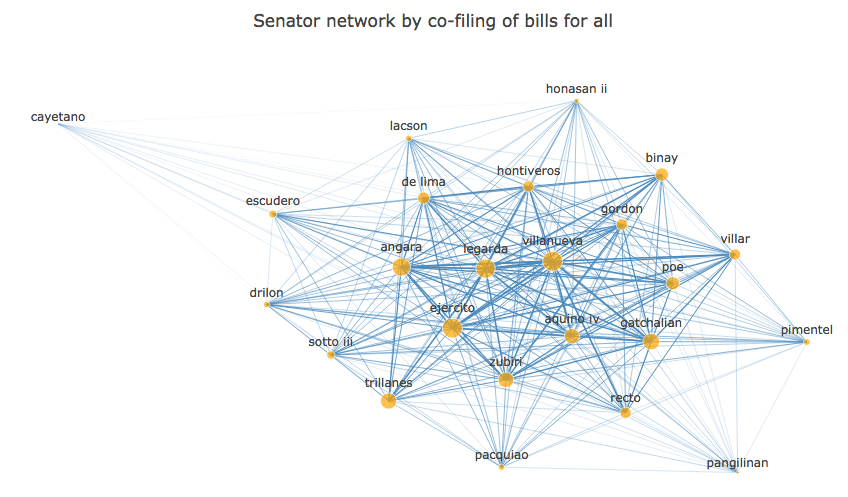 Senator network by co-filing of bills for all
honasan ii
cayetano
lacson
binay
hontiveros
de lima
escudero
gordon
villar
villanueva
angara
legarda
poe
drilon
ejercito
aquino iv
gatchalian
pimentel
sotto iii
zubiri
trillanes
recto
pacquiao
pangilinan